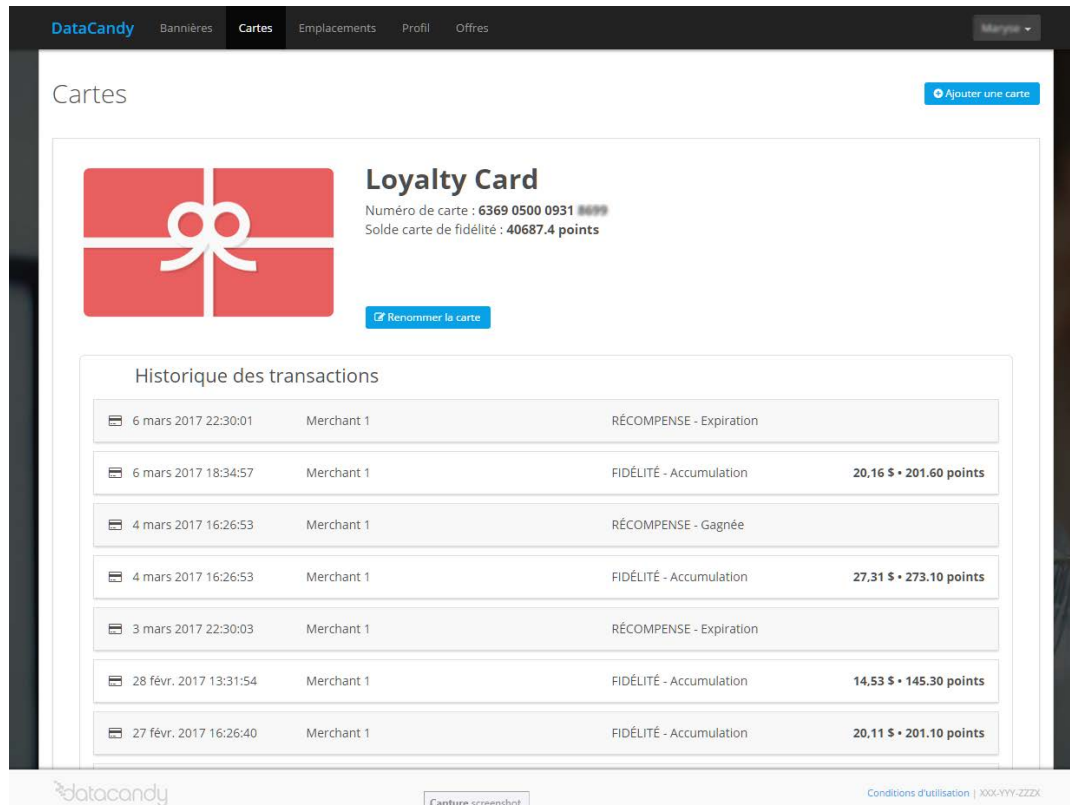 DataCandy Bannières Cartes Emplacements Profil Offres
Cartes
Ajouter une carte
Loyalty Card
Numéro de carte : 6369 0500 0931
Solde carte de fidélité : 40687.4 points
Renommer la carte
Historique des transactions
6 mars 2017 22:30:01 Merchant 1 RÉCOMPENSE - Expiration
6 mars 2017 18:34:57 Merchant 1 FIDÉLITÉ - Accumulation 20,16 $ • 201.60 points
4 mars 2017 16:26:53 Merchant 1 RÉCOMPENSE - Gagnée
4 mars 2017 16:26:53 Merchant 1 FIDÉLITÉ - Accumulation 27,31 $ • 273.10 points
3 mars 2017 22:30:03 Merchant 1 RÉCOMPENSE - Expiration
28 févr. 2017 13:31:54 Merchant 1 FIDÉLITÉ - Accumulation 14,53 $ • 145.30 points
27 févr. 2017 16:26:40 Merchant 1 FIDÉLITÉ - Accumulation 20,11 $ • 201.10 points
datacandy
Capture screenshot
Conditions d'utilisation | XXX-YYY-ZZZX